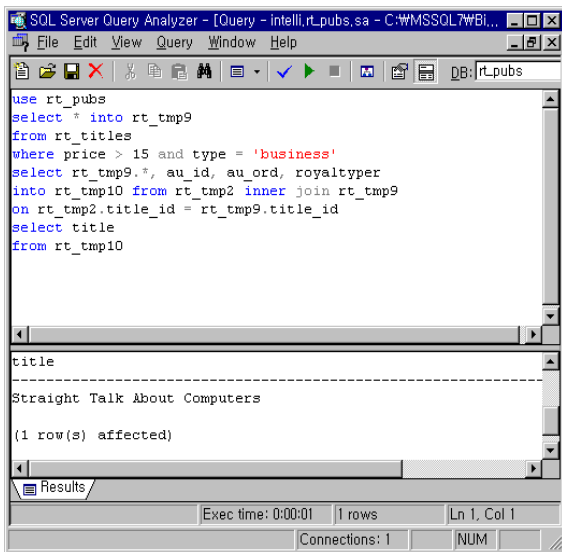 SQL Server Query Analyzer - [Query - intelli,rt_pubs,sa - C:₩MSSQL7₩Bi...
File Edit View Query Window Help
DB: rt_pubs
use rt_pubs
select * into rt_tmp9
from rt_titles
where price > 15 and type = 'business'
select rt_tmp9.*, au_id, au_ord, royaltyper
into rt_tmp10 from rt_tmp2 inner join rt_tmp9
on rt_tmp2.title_id = rt_tmp9.title_id
select title
from rt_tmp10
title
--------------------------------------------------------------------------
Straight Talk About Computers
(1 row(s) affected)
Results
Exec time: 0:00:01 1 rows Ln 1, Col 1
Connections: 1 NUM